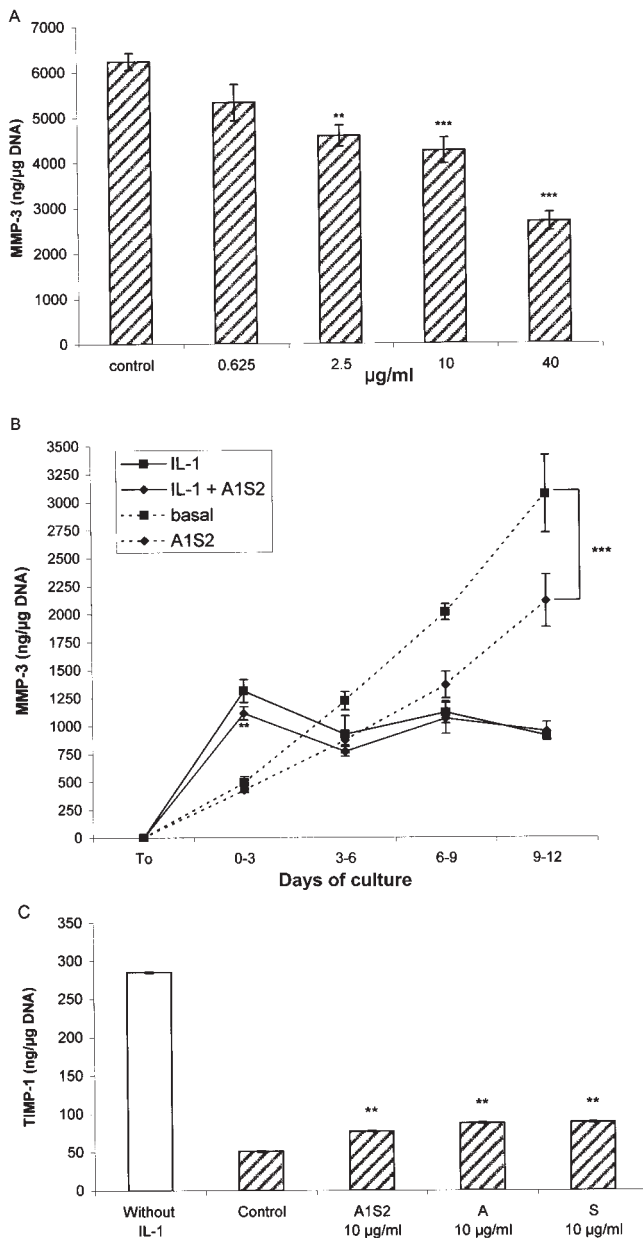 A
MMP-3 (ng/µg DNA)
7000
6000
5000
4000
3000
2000
1000
0
**
***
***
control
0.625
2.5
10
40
µg/ml
B
MMP-3 (ng/µg DNA)
3500
3250
3000
2750
2500
2250
2000
1750
1500
1250
1000
750
500
250
0
IL-1
IL-1 + A1S2
basal
A1S2
***
**
To
0-3
3-6
6-9
9-12
Days of culture
C
TIMP-1 (ng/µg DNA)
350
300
250
200
150
100
50
0
**
**
**
Without
IL-1
Control
A1S2
10 µg/ml
A
10 µg/ml
S
10 µg/ml